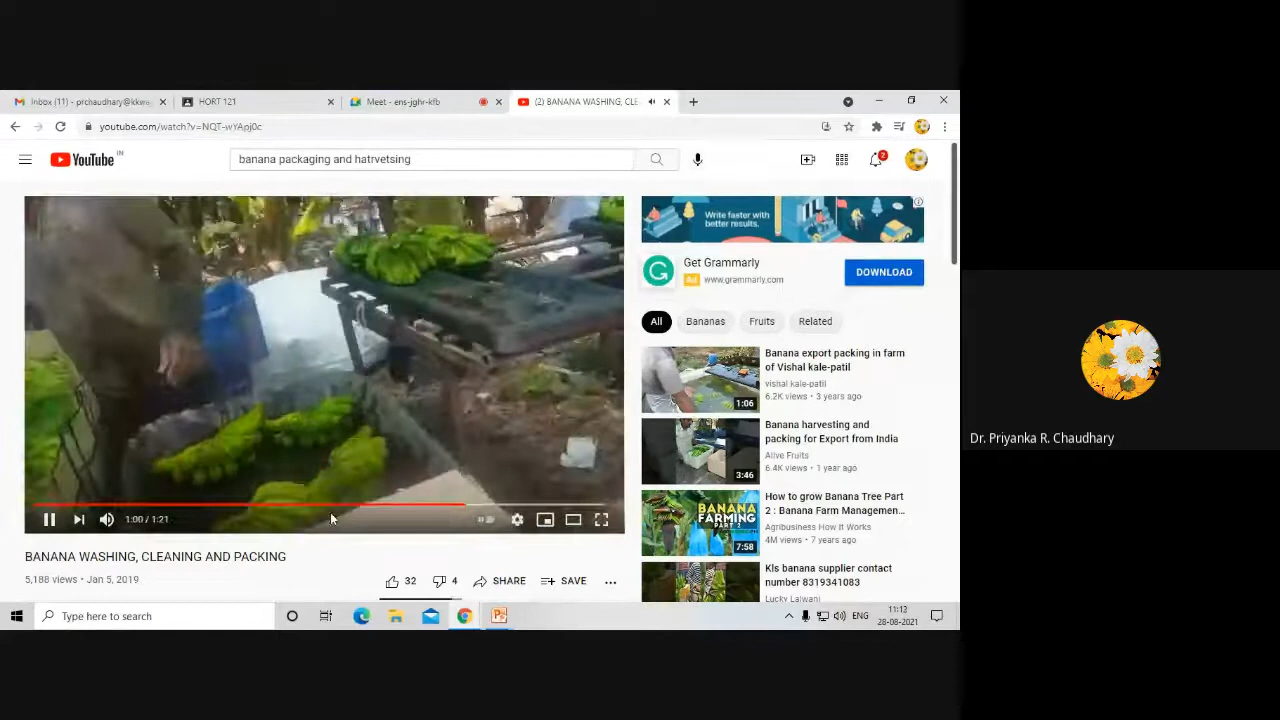 Inbox (11) - prchaudhary@kkw
HORT 121
Meet - ens-jghr-kfb
(2) BANANA WASHING, CLE
youtube.com/watch?v=NQT-wYApj0c
YouTube IN
banana packaging and hatrvetsing
2
Write faster with
better results.
Get Grammarly
Ad www.grammarly.com
DOWNLOAD
All Bananas Fruits Related
Banana export packing in farm
of Vishal kale-patil
vishal kale-patil
6.2K views • 3 years ago
1:06
Banana harvesting and
packing for Export from India
Alive Fruits
6.4K views • 1 year ago
3:46
How to grow Banana Tree Part
2 : Banana Farm Managemen...
Agribusiness How It Works
4M views • 7 years ago
BANANA
FARMING
PART 2
7:58
Kls banana supplier contact
number 8319341083
Lucky Lalwani
1:00 / 1:21
BANANA WASHING, CLEANING AND PACKING
5,188 views • Jan 5, 2019
32 4 SHARE SAVE
Type here to search
ENG
11:12
28-08-2021
Dr. Priyanka R. Chaudhary